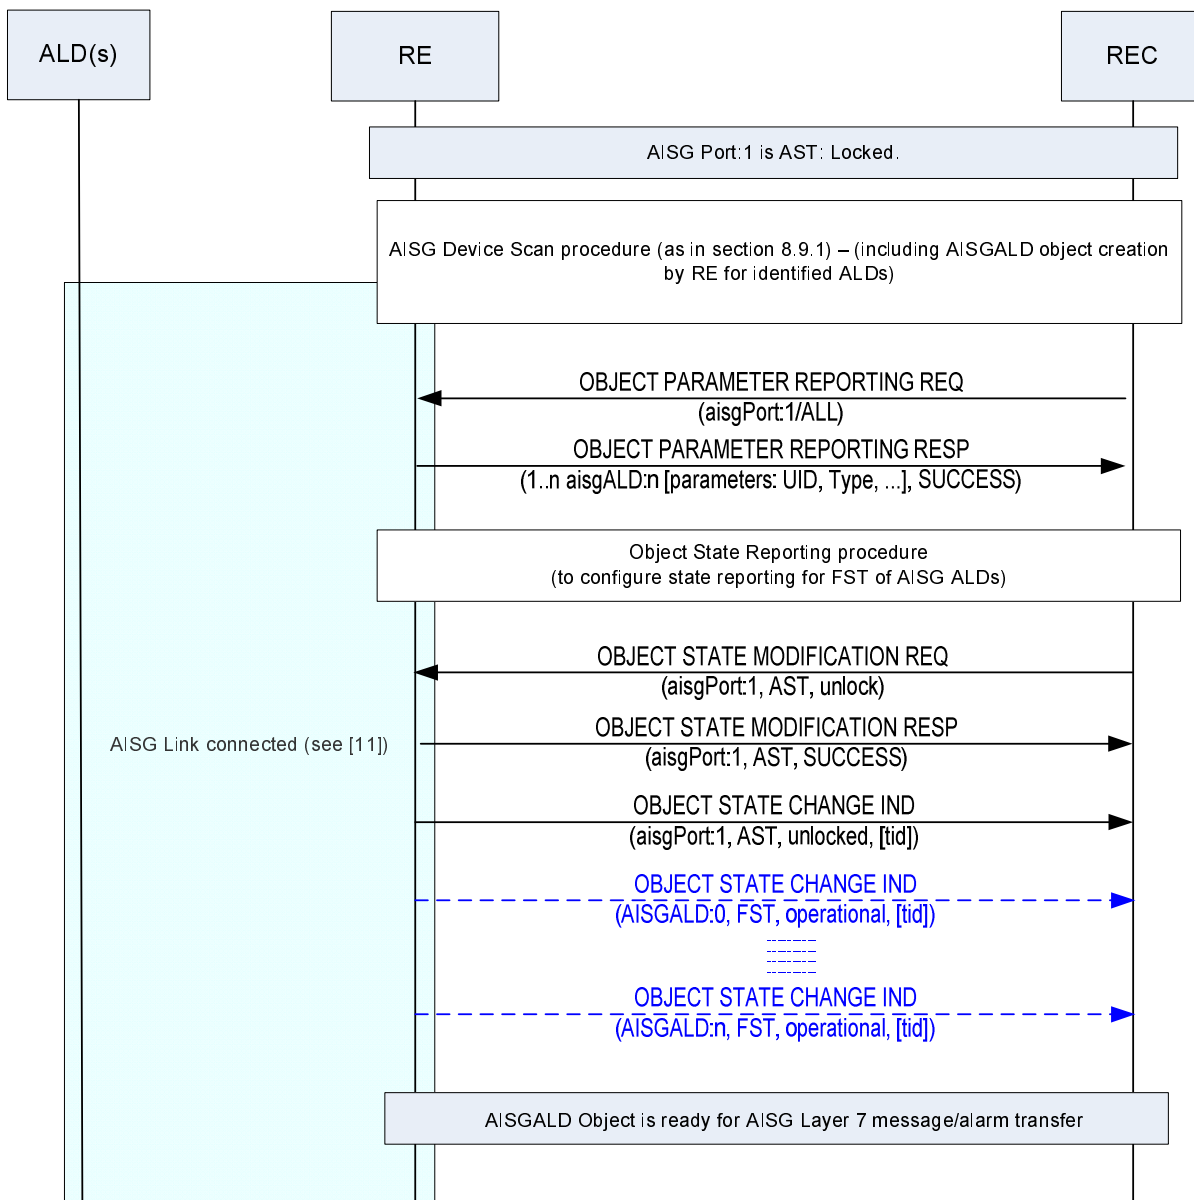 ALD(s)
RE
REC
AISG Port:1 is AST: Locked.
AISG Device Scan procedure (as in section 8.9.1) – (including AISGALD object creation
by RE for identified ALDs)
OBJECT PARAMETER REPORTING REQ
(aisgPort:1/ALL)
OBJECT PARAMETER REPORTING RESP
(1..n aisgALD:n [parameters: UID, Type, ...], SUCCESS)
Object State Reporting procedure
(to configure state reporting for FST of AISG ALDs)
OBJECT STATE MODIFICATION REQ
(aisgPort:1, AST, unlock)
AISG Link connected (see [11])
OBJECT STATE MODIFICATION RESP
(aisgPort:1, AST, SUCCESS)
OBJECT STATE CHANGE IND
(aisgPort:1, AST, unlocked, [tid])
OBJECT STATE CHANGE IND
(AISGALD:0, FST, operational, [tid])
OBJECT STATE CHANGE IND
(AISGALD:n, FST, operational, [tid])
AISGALD Object is ready for AISG Layer 7 message/alarm transfer